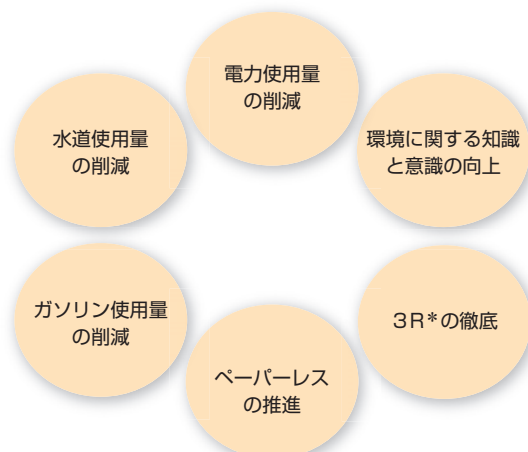 電力使用量
の削減
水道使用量
の削減
環境に関する知識
と意識の向上
ガソリン使用量
の削減
3R*の徹底
ペーパーレス
の推進